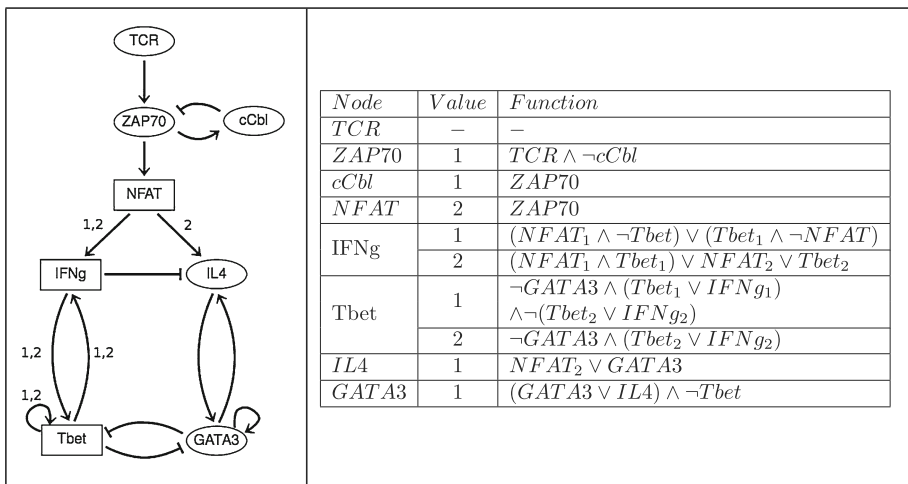 TCR
ZAP70
cCbl
NFAT
1,2
2
IFNg
IL4
1,2
1,2
1,2
Tbet
GATA3
Node Value Function
TCR − −
ZAP70 1 TCR ∧ ¬cCbl
cCbl 1 ZAP70
NFAT 2 ZAP70
IFNg 1 (NFAT₁ ∧ ¬Tbet) ∨ (Tbet₁ ∧ ¬NFAT)
2 (NFAT₁ ∧ Tbet₁) ∨ NFAT₂ ∨ Tbet₂
Tbet 1 ¬GATA3 ∧ (Tbet₁ ∨ IFNg₁)
∧¬(Tbet₂ ∨ IFNg₂)
2 ¬GATA3 ∧ (Tbet₂ ∨ IFNg₂)
IL4 1 NFAT₂ ∨ GATA3
GATA3 1 (GATA3 ∨ IL4) ∧ ¬Tbet